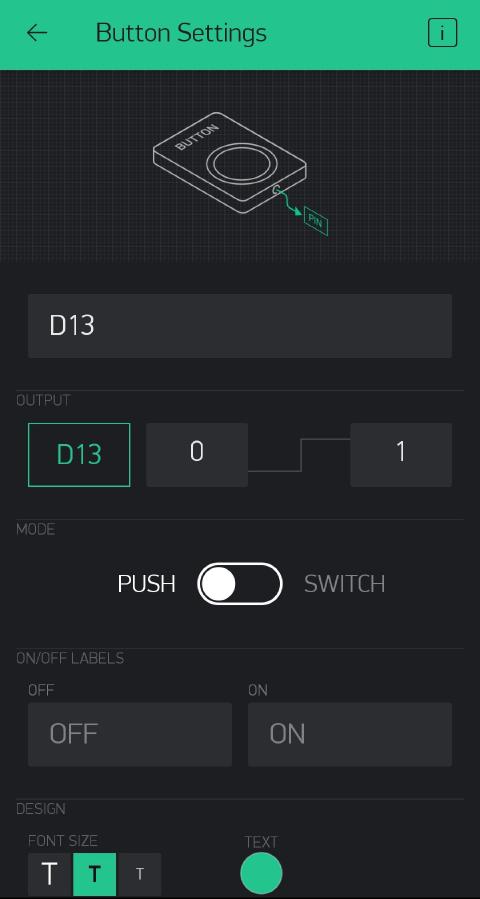 Button Settings i
BUTTON
PIN
D13
OUTPUT
D13 0 1
MODE
PUSH SWITCH
ON/OFF LABELS
OFF ON
OFF ON
DESIGN
FONT SIZE TEXT
T T T